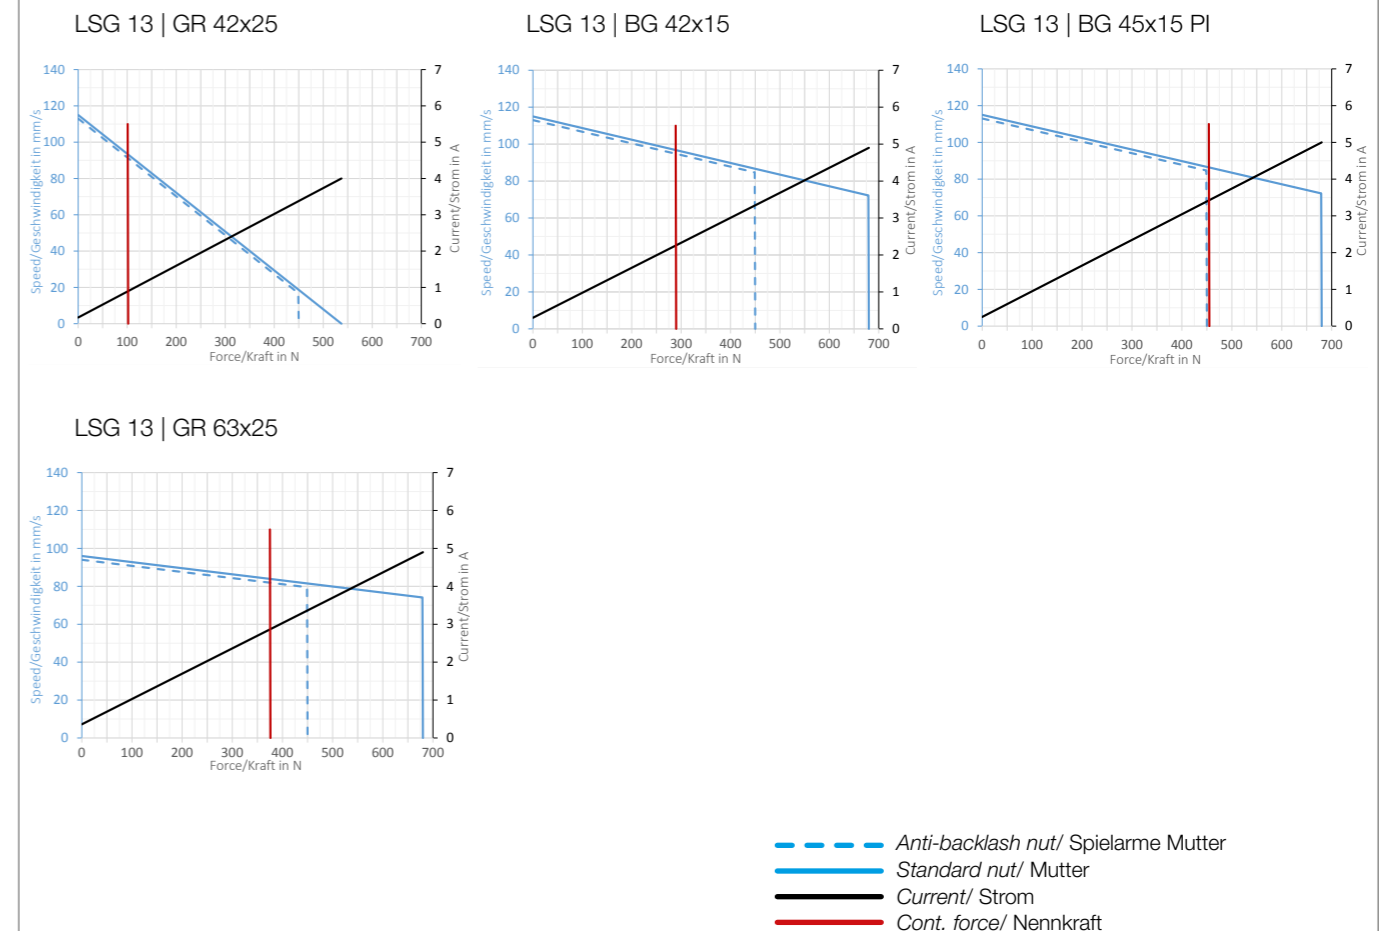 LSG 13 | GR 42x25
Speed/Geschwindigkeit in mm/s
140
120
100
80
60
40
20
0
0 100 200 300 400 500 600 700
Force/Kraft in N
7
6
5
4
3
2
1
0
Current/Strom in A
LSG 13 | BG 42x15
Speed/Geschwindigkeit in mm/s
140
120
100
80
60
40
20
0
0 100 200 300 400 500 600 700
Force/Kraft in N
7
6
5
4
3
2
1
0
Current/Strom in A
LSG 13 | BG 45x15 PI
Speed/Geschwindigkeit in mm/s
140
120
100
80
60
40
20
0
0 100 200 300 400 500 600 700
Force/Kraft in N
7
6
5
4
3
2
1
0
Current/Strom in A
LSG 13 | GR 63x25
Speed/Geschwindigkeit in mm/s
140
120
100
80
60
40
20
0
0 100 200 300 400 500 600 700
Force/Kraft in N
7
6
5
4
3
2
1
0
Current/Strom in A
Anti-backlash nut/ Spielarme Mutter
Standard nut/ Mutter
Current/ Strom
Cont. force/ Nennkraft